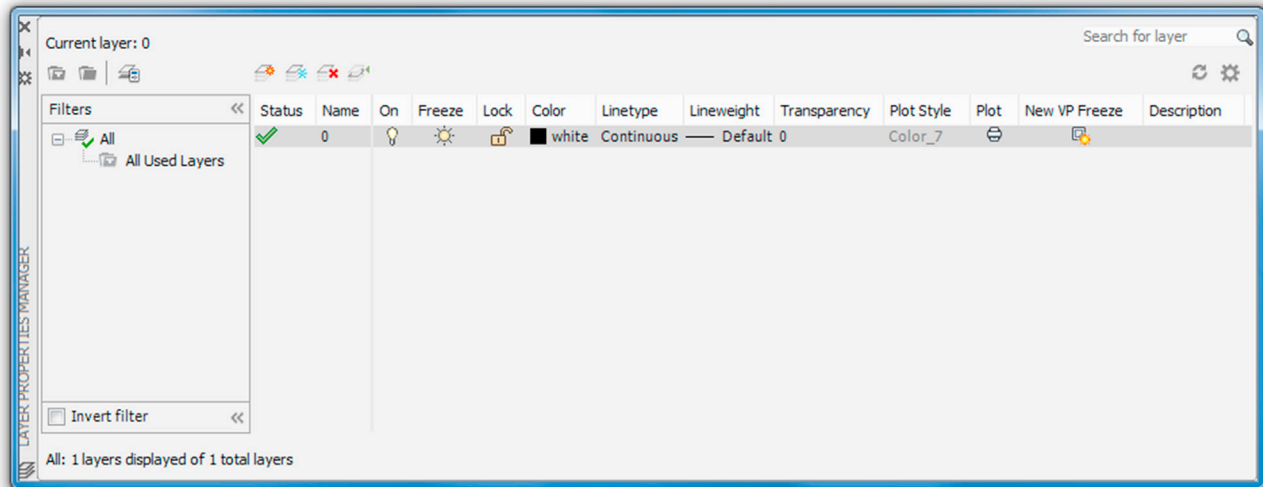 Current layer: 0
Search for layer
Filters
Status Name On Freeze Lock Color Linetype Lineweight Transparency Plot Style Plot New VP Freeze Description
All
0 white Continuous Default 0 Color_7
All Used Layers
Invert filter
All: 1 layers displayed of 1 total layers
LAYER PROPERTIES MANAGER